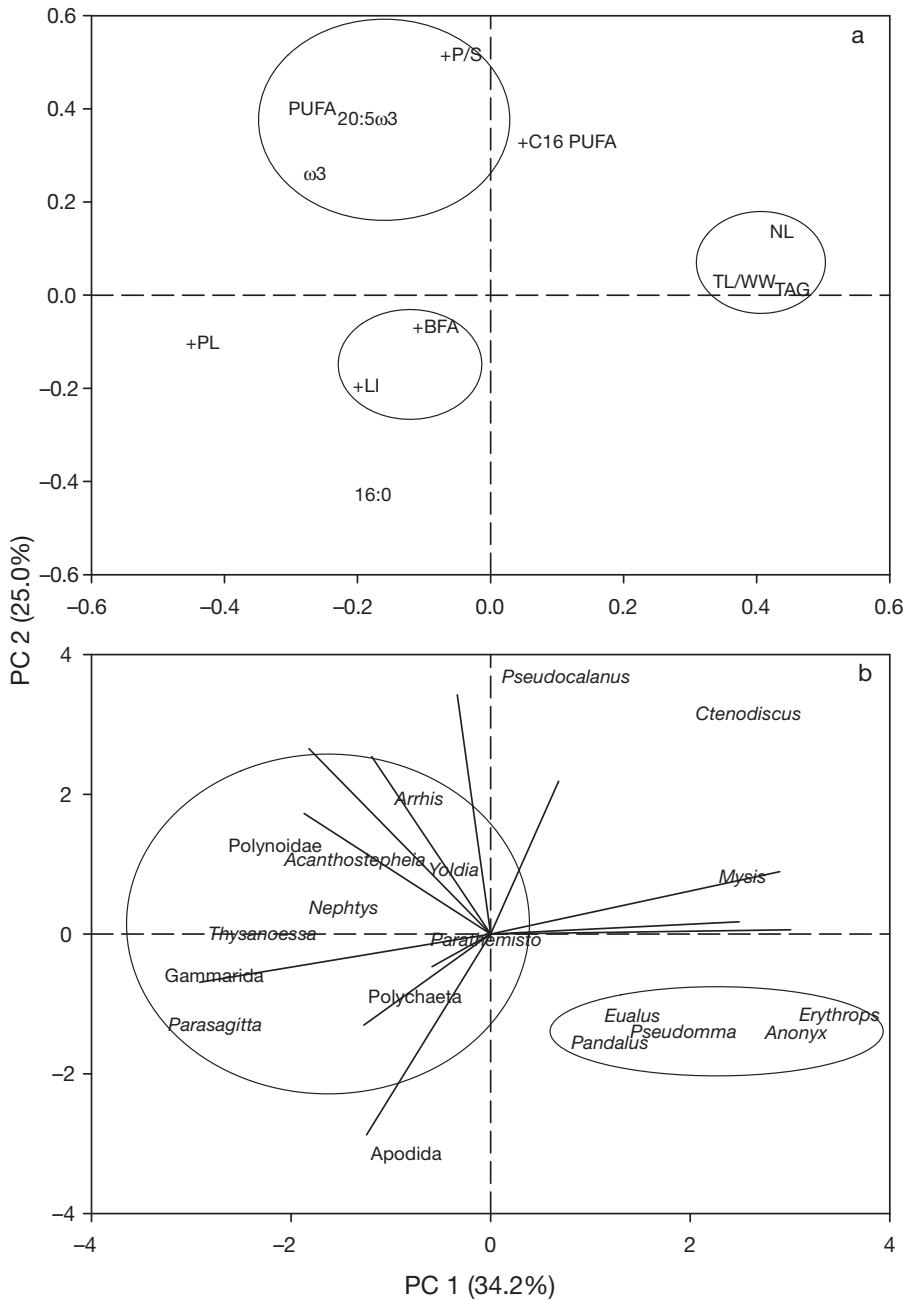 a
0.6
+P/S
PUFA
20:5ω3
0.4
+C16 PUFA
ω3
0.2
NL
TL/WW
TAG
0.0
+BFA
+PL
+LI
−0.2
−0.4
16:0
−0.6
−0.6 −0.4 −0.2 0.0 0.2 0.4 0.6
PC 2 (25.0%)
4
b
Pseudocalanus
Ctenodiscus
2
Arrhis
Polynoidae
Acanthostephela
Yoldia
Mysis
Nephtys
0
Thysanoessa
Parathemisto
Gammarida
Polychaeta
Parasagitta
Eualus
Erythrops
Pseudomma
Anonyx
Pandalus
−2
Apodida
−4
−4 −2 0 2 4
PC 1 (34.2%)